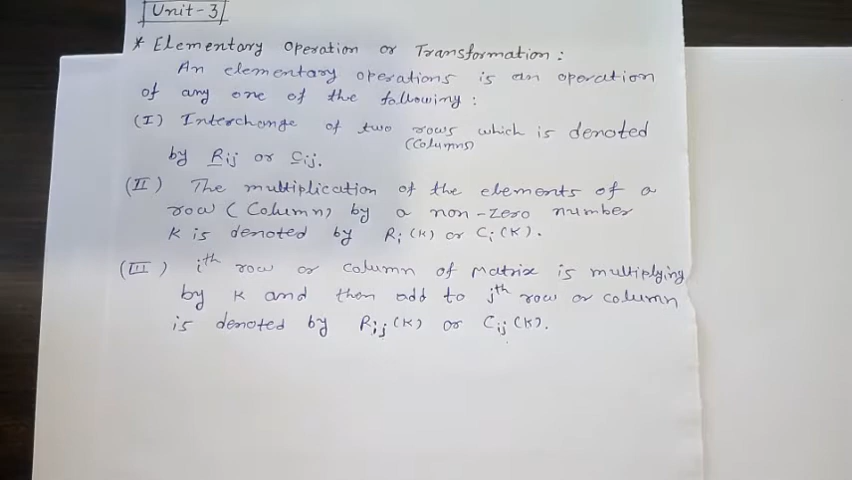 Unit-3
* Elementary Operation or Transformation :
An elementary operations is an operation
of any one of the following :
(I) Interchange of two rows which is denoted
(Columns)
by Rij or Cij.
(II) The multiplication of the elements of a
row (Column) by a non-zero number
K is denoted by Ri(K) or Ci(K).
(III) ith row or column of Matrix is multiplying
by K and then add to jth row or column
is denoted by Rij(K) or Cij(K).